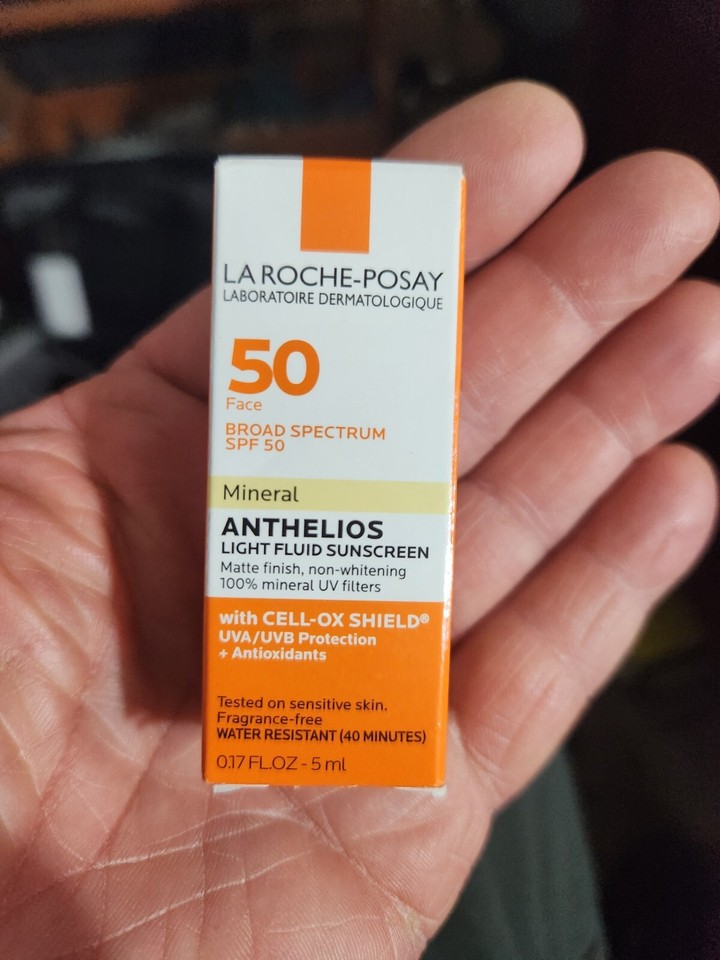 LA ROCHE-POSAY
LABORATOIRE DERMATOLOGIQUE
50
Face
BROAD SPECTRUM
SPF 50
Mineral
ANTHELIOS
LIGHT FLUID SUNSCREEN
Matte finish, non-whitening
100% mineral UV filters
with CELL-OX SHIELD®
UVA/UVB Protection
+ Antioxidants
Tested on sensitive skin.
Fragrance-free
WATER RESISTANT (40 MINUTES)
0.17 FL.OZ - 5 ml